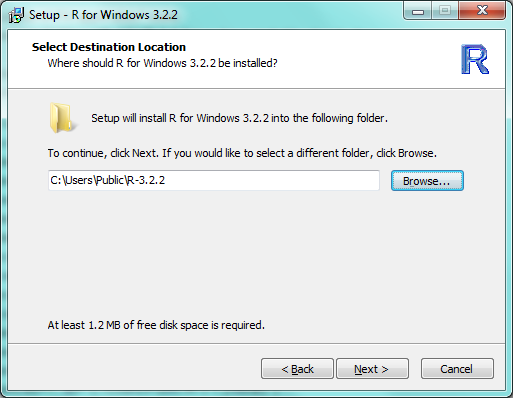 Setup - R for Windows 3.2.2
Select Destination Location
Where should R for Windows 3.2.2 be installed?
R
Setup will install R for Windows 3.2.2 into the following folder.
To continue, click Next. If you would like to select a different folder, click Browse.
C:\Users\Public\R-3.2.2
Browse...
At least 1.2 MB of free disk space is required.
< Back
Next >
Cancel